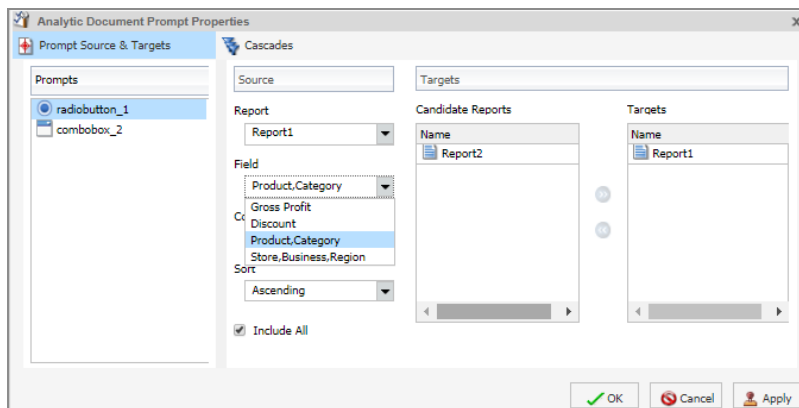 Analytic Document Prompt Properties
x
Prompt Source & Targets
Cascades
Prompts
radiobutton_1
combobox_2
Source
Targets
Report
Report1
Field
Product,Category
Gross Profit
Discount
Product,Category
Store,Business,Region
Co
Sort
Ascending
Include All
Candidate Reports
Name
Report2
Targets
Name
Report1
OK
Cancel
Apply